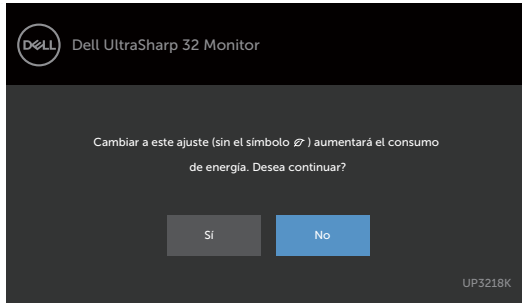 DELL
Dell UltraSharp 32 Monitor
Cambiar a este ajuste (sin el símbolo ) aumentará el consumo
de energía. Desea continuar?
Sí
No
UP3218K